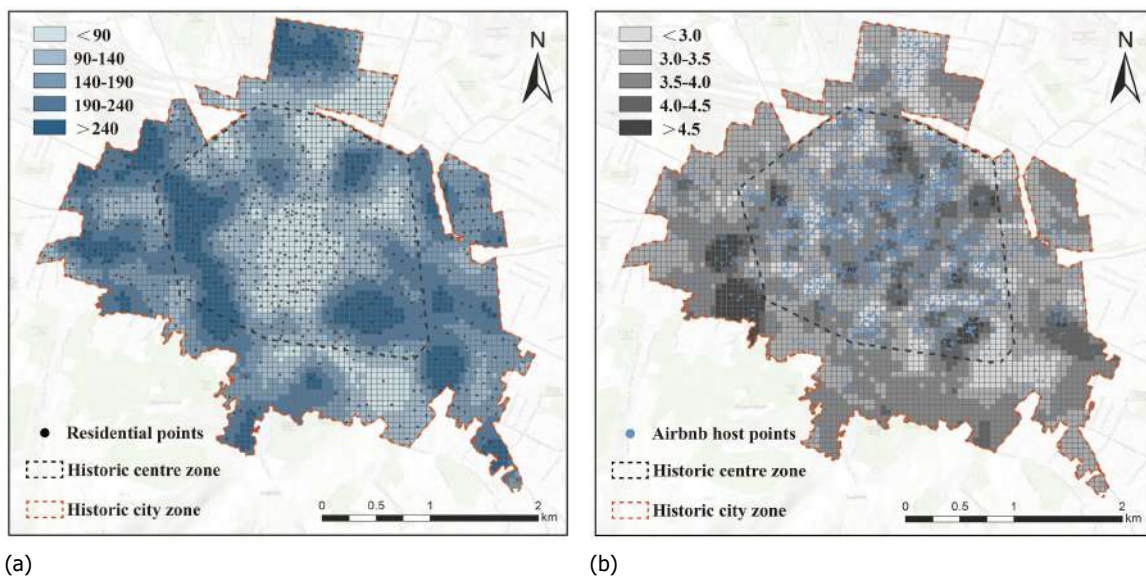 <90
90-140
140-190
190-240
>240
N
Residential points
Historic centre zone
Historic city zone
0 0.5 1 2
km
(a)
<3.0
3.0-3.5
3.5-4.0
4.0-4.5
>4.5
N
Airbnb host points
Historic centre zone
Historic city zone
0 0.5 1 2
km
(b)